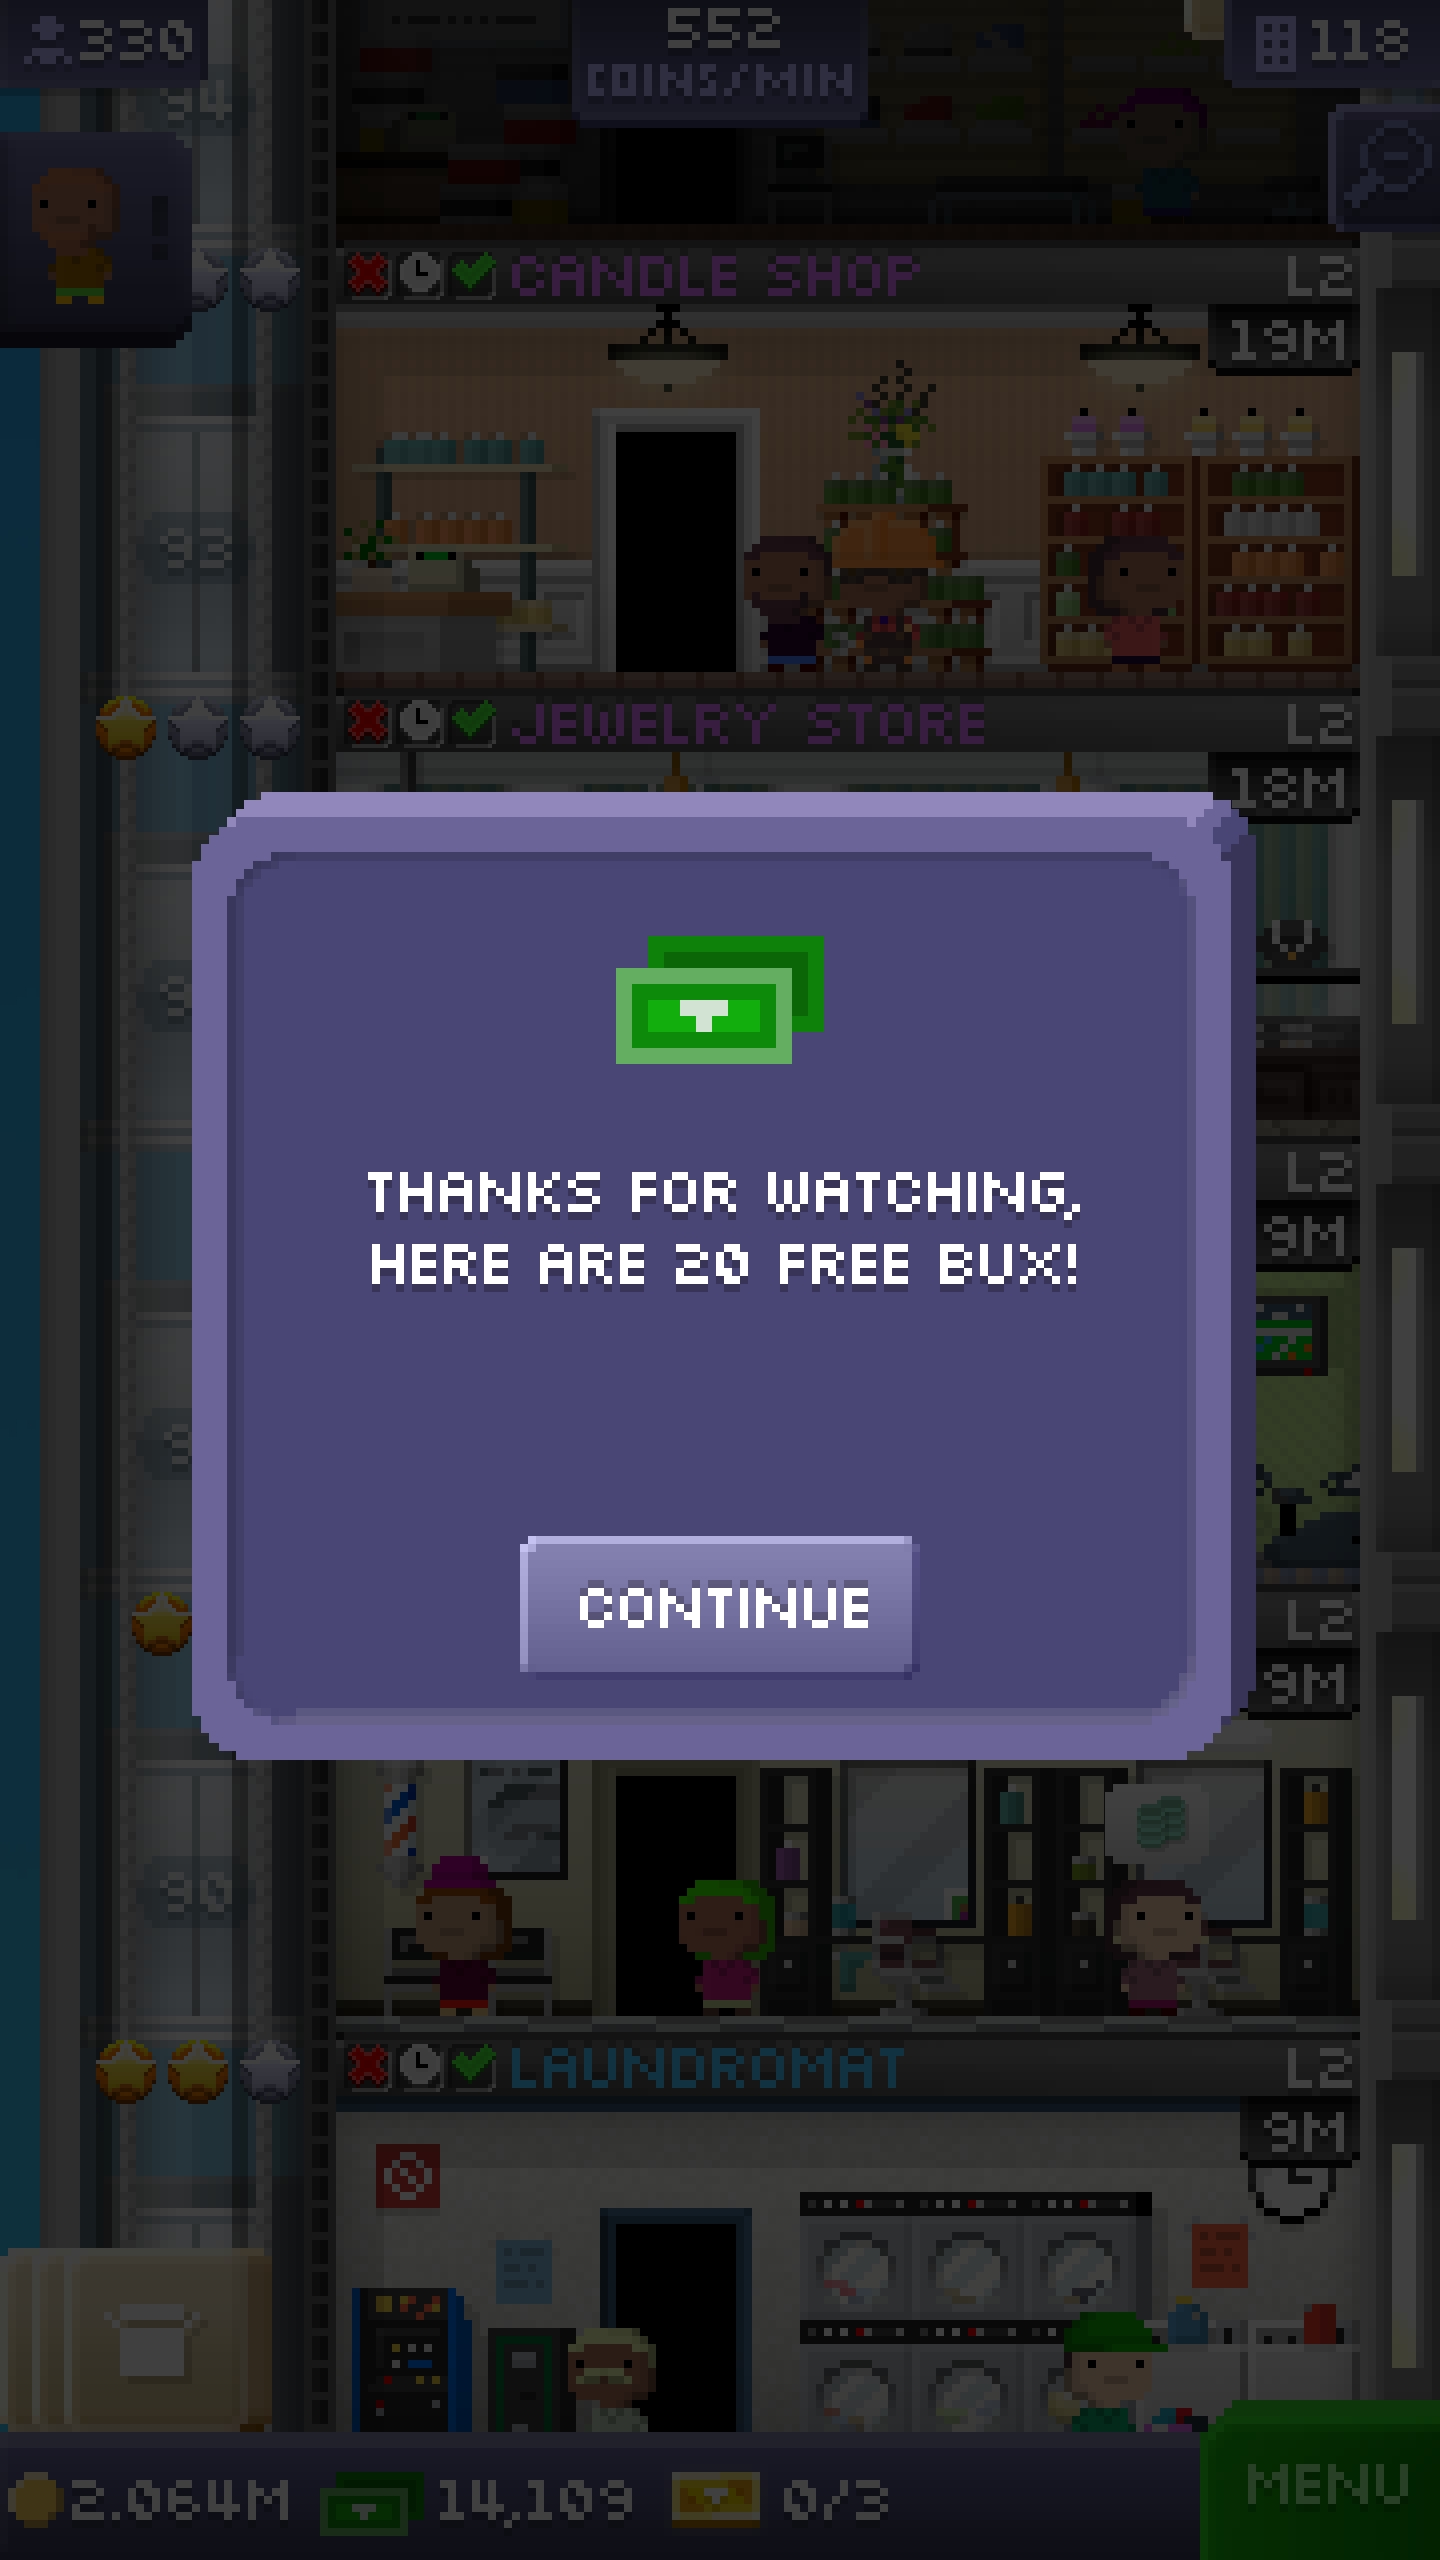 330
552
COINS/MIN
118
94
CANDLE SHOP
L2
19M
93
JEWELRY STORE
L2
18M
L2
9M
THANKS FOR WATCHING,
HERE ARE 20 FREE BUX!
CONTINUE
L2
9M
90
LAUNDROMAT
L2
9M
2.064M
14,109
0/3
MENU